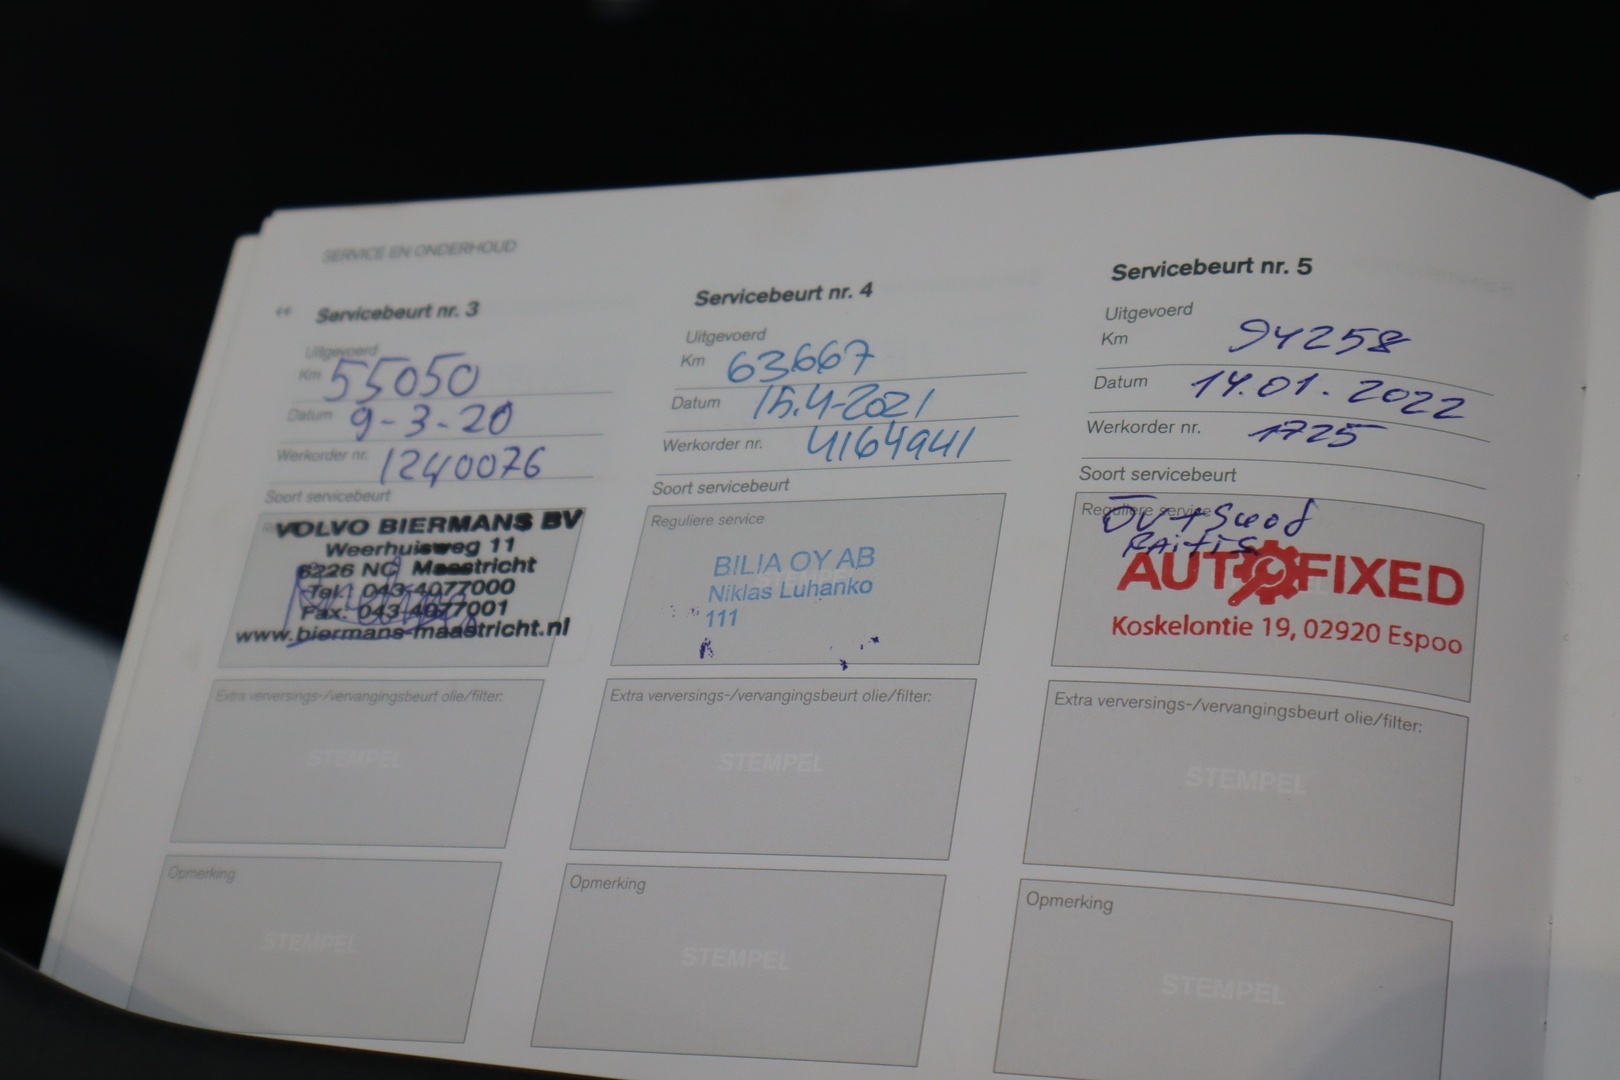 SERVICE EN ONDERHOUD
Servicebeurt nr. 3
Uitgevoerd
Km 55050
Datum 9-3-20
Werkorder nr. 1240076
Soort servicebeurt
VOLVO BIERMANS BV
Weerhuisweg 11
6226 NC Maastricht
Tel. : 043-4077000
Fax. 043-4077001
www.biermans-maastricht.nl
Extra verversings-/vervangingsbeurt olie/filter:
STEMPEL
Opmerking
STEMPEL
Servicebeurt nr. 4
Uitgevoerd
Km 63667
Datum 15.4-2021
Werkorder nr. 4164941
Soort servicebeurt
Reguliere service
BILIA OY AB
Niklas Luhanko
111
Extra verversings-/vervangingsbeurt olie/filter:
STEMPEL
Opmerking
STEMPEL
Servicebeurt nr. 5
Uitgevoerd
Km 94258
Datum 14.01.2022
Werkorder nr. 1725
Soort servicebeurt
Reguliere service
AUTOFIXED
Koskelontie 19, 02920 Espoo
Extra verversings-/vervangingsbeurt olie/filter:
STEMPEL
Opmerking
STEMPEL